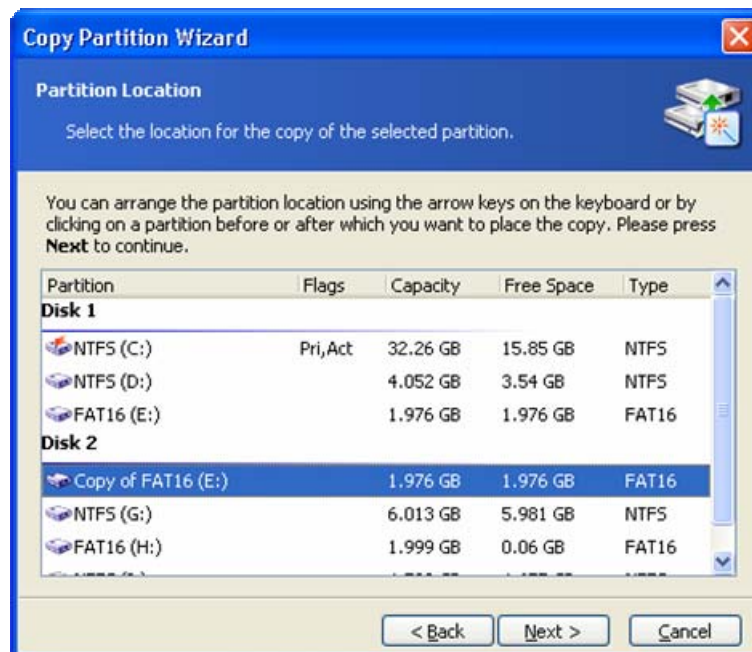 Copy Partition Wizard
Partition Location
Select the location for the copy of the selected partition.
You can arrange the partition location using the arrow keys on the keyboard or by
clicking on a partition before or after which you want to place the copy. Please press
Next to continue.
Partition Flags Capacity Free Space Type
Disk 1
NTFS (C:) Pri,Act 32.26 GB 15.85 GB NTFS
NTFS (D:) 4.052 GB 3.54 GB NTFS
FAT16 (E:) 1.976 GB 1.976 GB FAT16
Disk 2
Copy of FAT16 (E:) 1.976 GB 1.976 GB FAT16
NTFS (G:) 6.013 GB 5.981 GB NTFS
FAT16 (H:) 1.999 GB 0.06 GB FAT16
< Back Next > Cancel